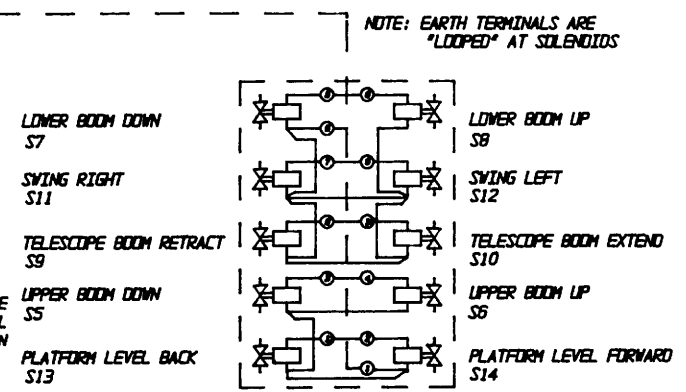 NOTE: EARTH TERMINALS ARE
"LOOPED" AT SOLENOIDS
LOWER BOOM DOWN
S7
LOWER BOOM UP
S8
SWING RIGHT
S11
SWING LEFT
S12
TELESCOPE BOOM RETRACT
S9
TELESCOPE BOOM EXTEND
S10
UPPER BOOM DOWN
S5
UPPER BOOM UP
S6
PLATFORM LEVEL BACK
S13
PLATFORM LEVEL FORWARD
S14